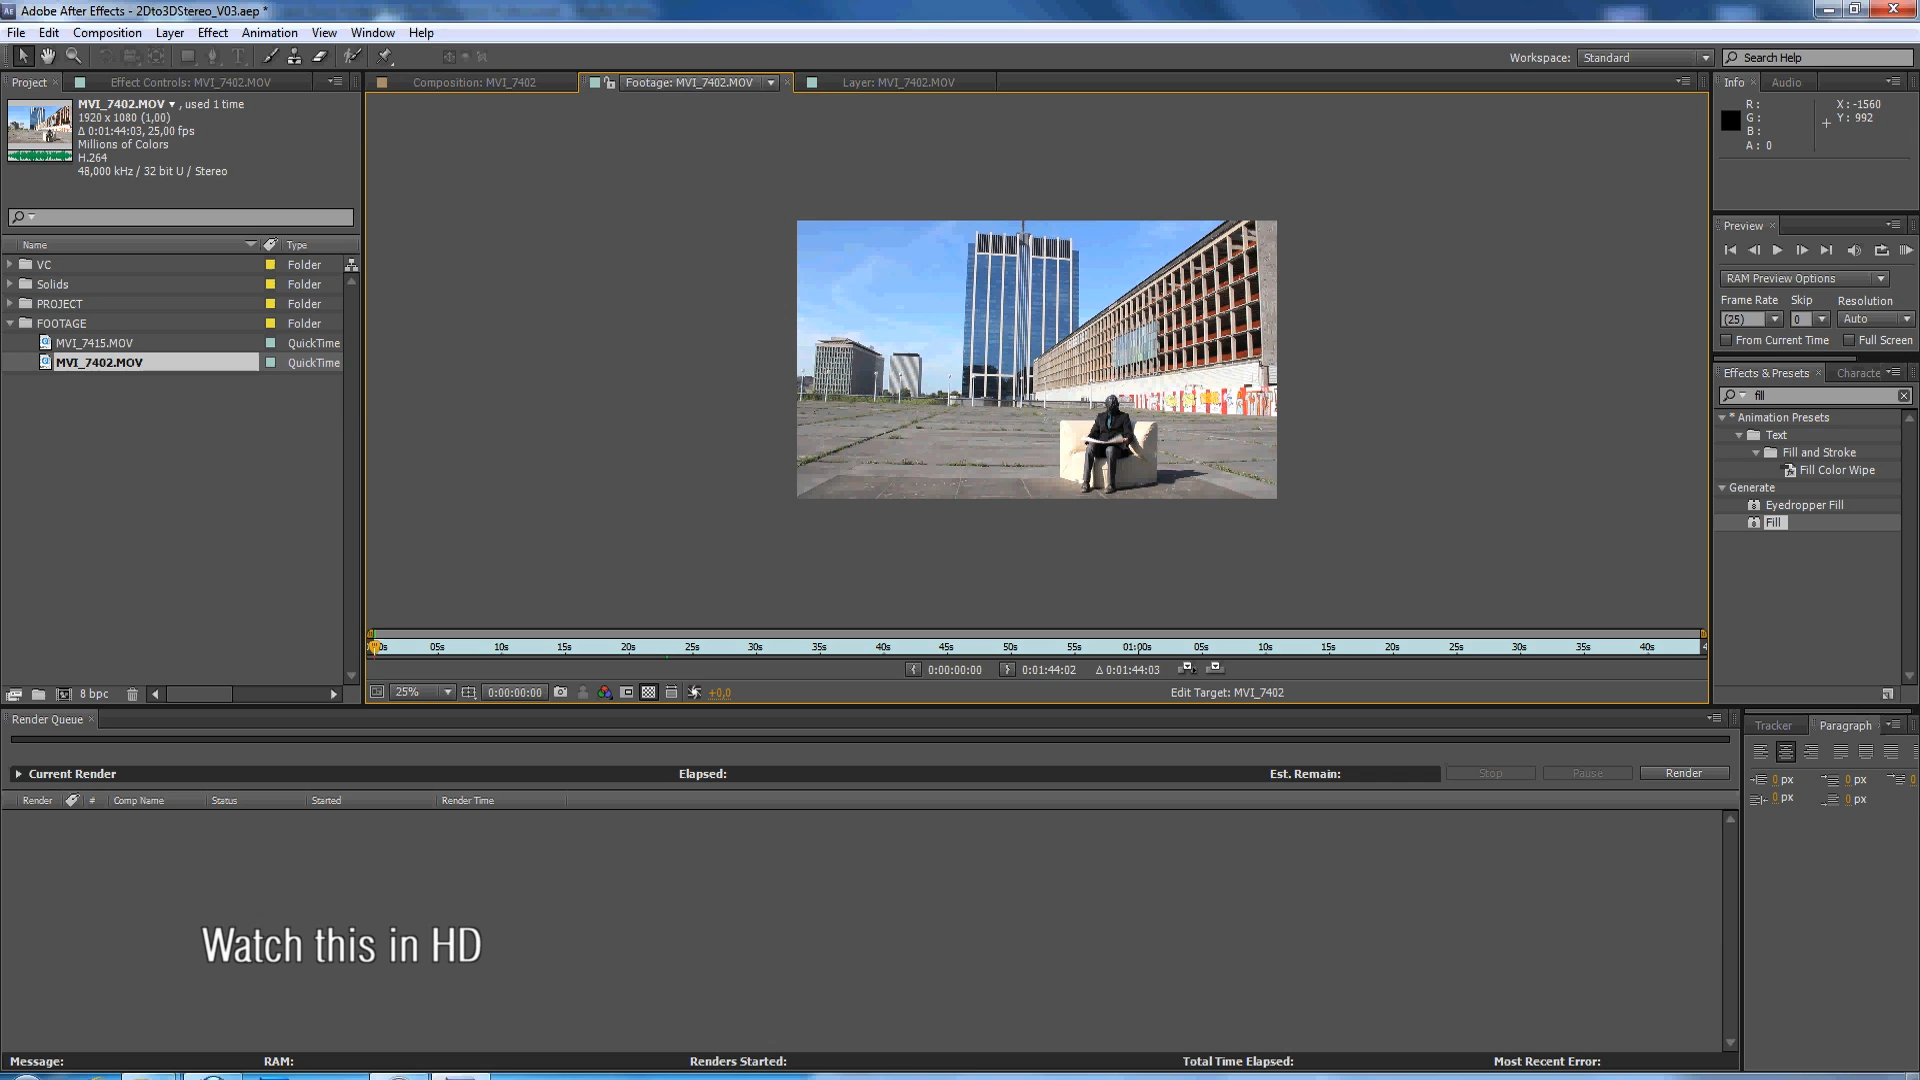 Adobe After Effects - 2Dto3DStereo_V03.aep *
File Edit Composition Layer Effect Animation View Window Help
Workspace: Standard Search Help
Project Effect Controls: MVI_7402.MOV
Composition: MVI_7402 Footage: MVI_7402.MOV Layer: MVI_7402.MOV
Info Audio
MVI_7402.MOV , used 1 time
1920 x 1080 (1,00)
Δ 0:01:44:03, 25,00 fps
Millions of Colors
H.264
48,000 kHz / 32 bit U / Stereo
R :
G :
B :
A : 0
X : -1560
Y : 992
Name Type
VC Folder
Solids Folder
PROJECT Folder
FOOTAGE Folder
MVI_7415.MOV QuickTime
MVI_7402.MOV QuickTime
8 bpc
Preview
RAM Preview Options
Frame Rate Skip Resolution
(25) 0 Auto
From Current Time Full Screen
Effects & Presets Characte
fill
* Animation Presets
Text
Fill and Stroke
Fill Color Wipe
Generate
Eyedropper Fill
Fill
05s 10s 15s 20s 25s 30s 35s 40s 45s 50s 55s 01:00s 05s 10s 15s 20s 25s 30s 35s 40s
0:00:00:00 0:01:44:02 Δ 0:01:44:03
25% 0:00:00:00 +0,0 Edit Target: MVI_7402
Render Queue
Current Render Elapsed: Est. Remain: Stop Pause Render
Render # Comp Name Status Started Render Time
Tracker Paragraph
0 px 0 px 0
0 px 0 px
Watch this in HD
Message: RAM: Renders Started: Total Time Elapsed: Most Recent Error: